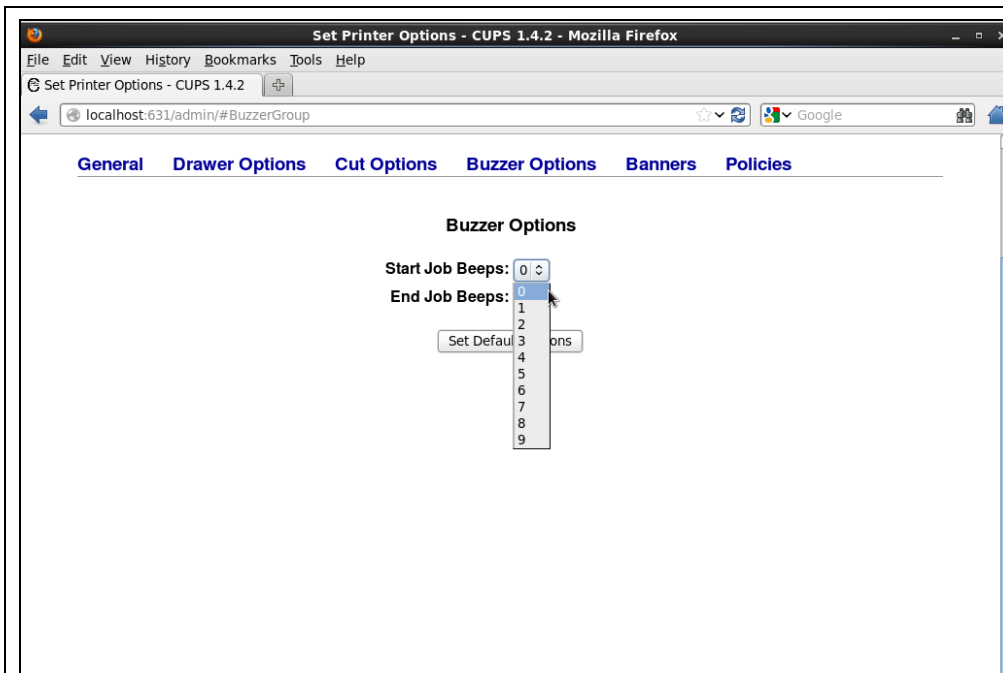 Set Printer Options - CUPS 1.4.2 - Mozilla Firefox
File Edit View History Bookmarks Tools Help
Set Printer Options - CUPS 1.4.2
localhost:631/admin/#BuzzerGroup Google
General Drawer Options Cut Options Buzzer Options Banners Policies
Buzzer Options
Start Job Beeps: 0
End Job Beeps:
0
1
2
Set Defaul ons
3
4
5
6
7
8
9